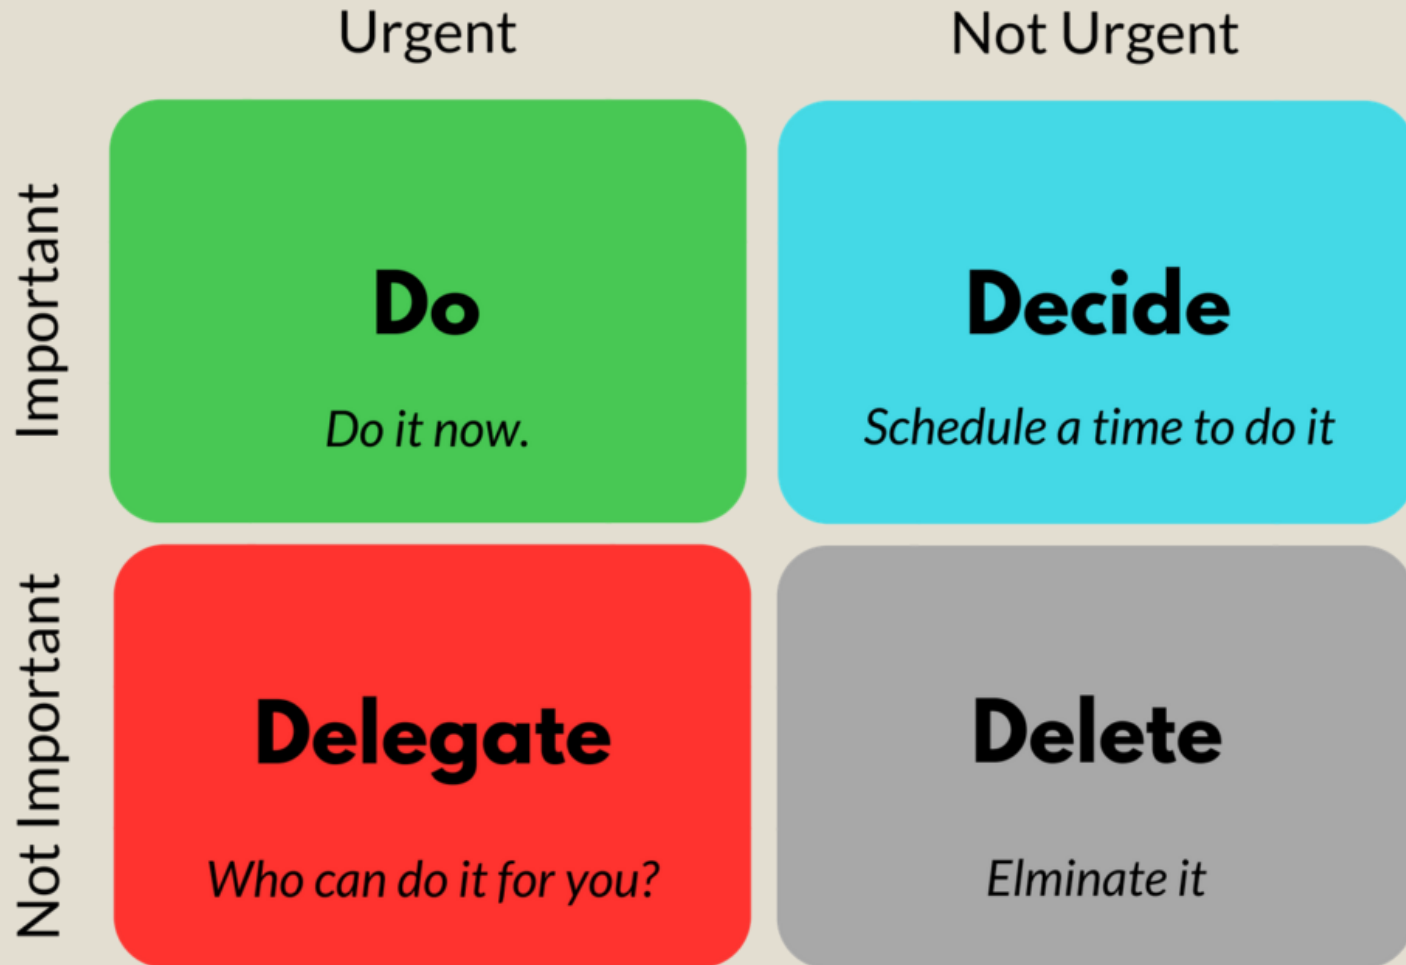 Urgent
Not Urgent
Important
Do
Do it now.
Decide
Schedule a time to do it
Not Important
Delegate
Who can do it for you?
Delete
Elminate it